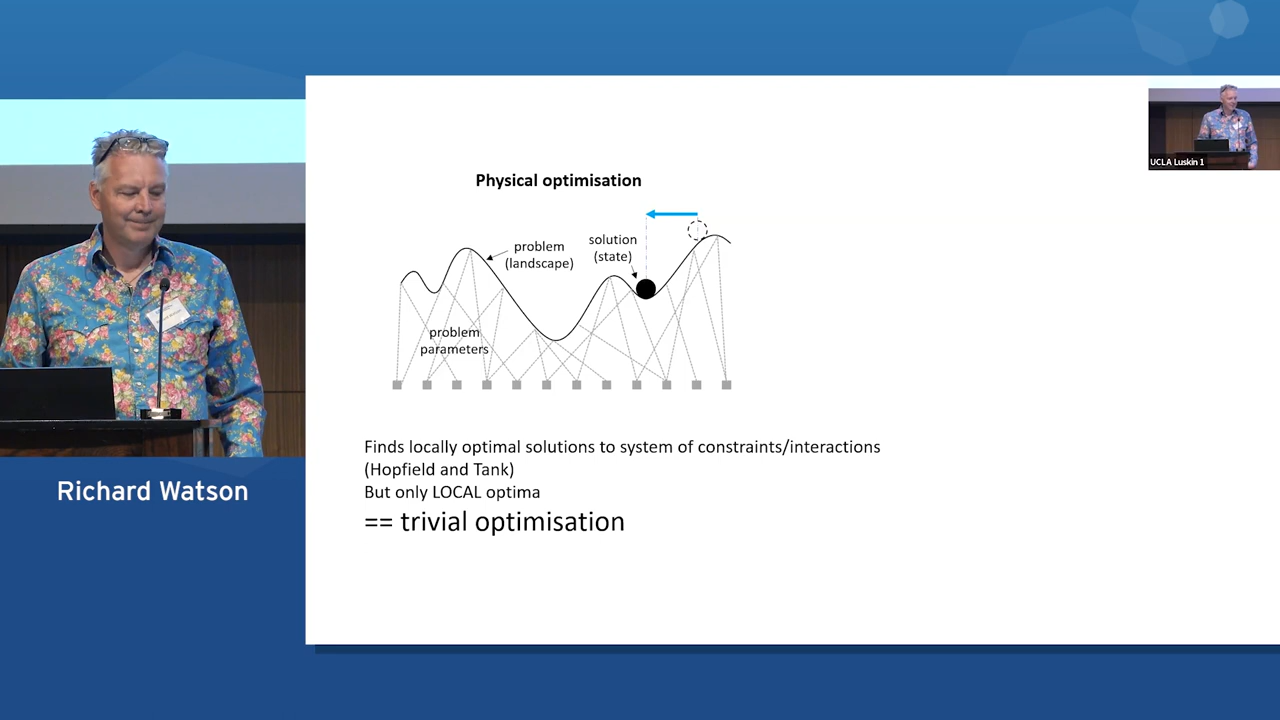 Physical optimisation
problem
(landscape)
solution
(state)
problem
parameters
Finds locally optimal solutions to system of constraints/interactions
(Hopfield and Tank)
But only LOCAL optima
== trivial optimisation
UCLA Luskin 1
Richard Watson